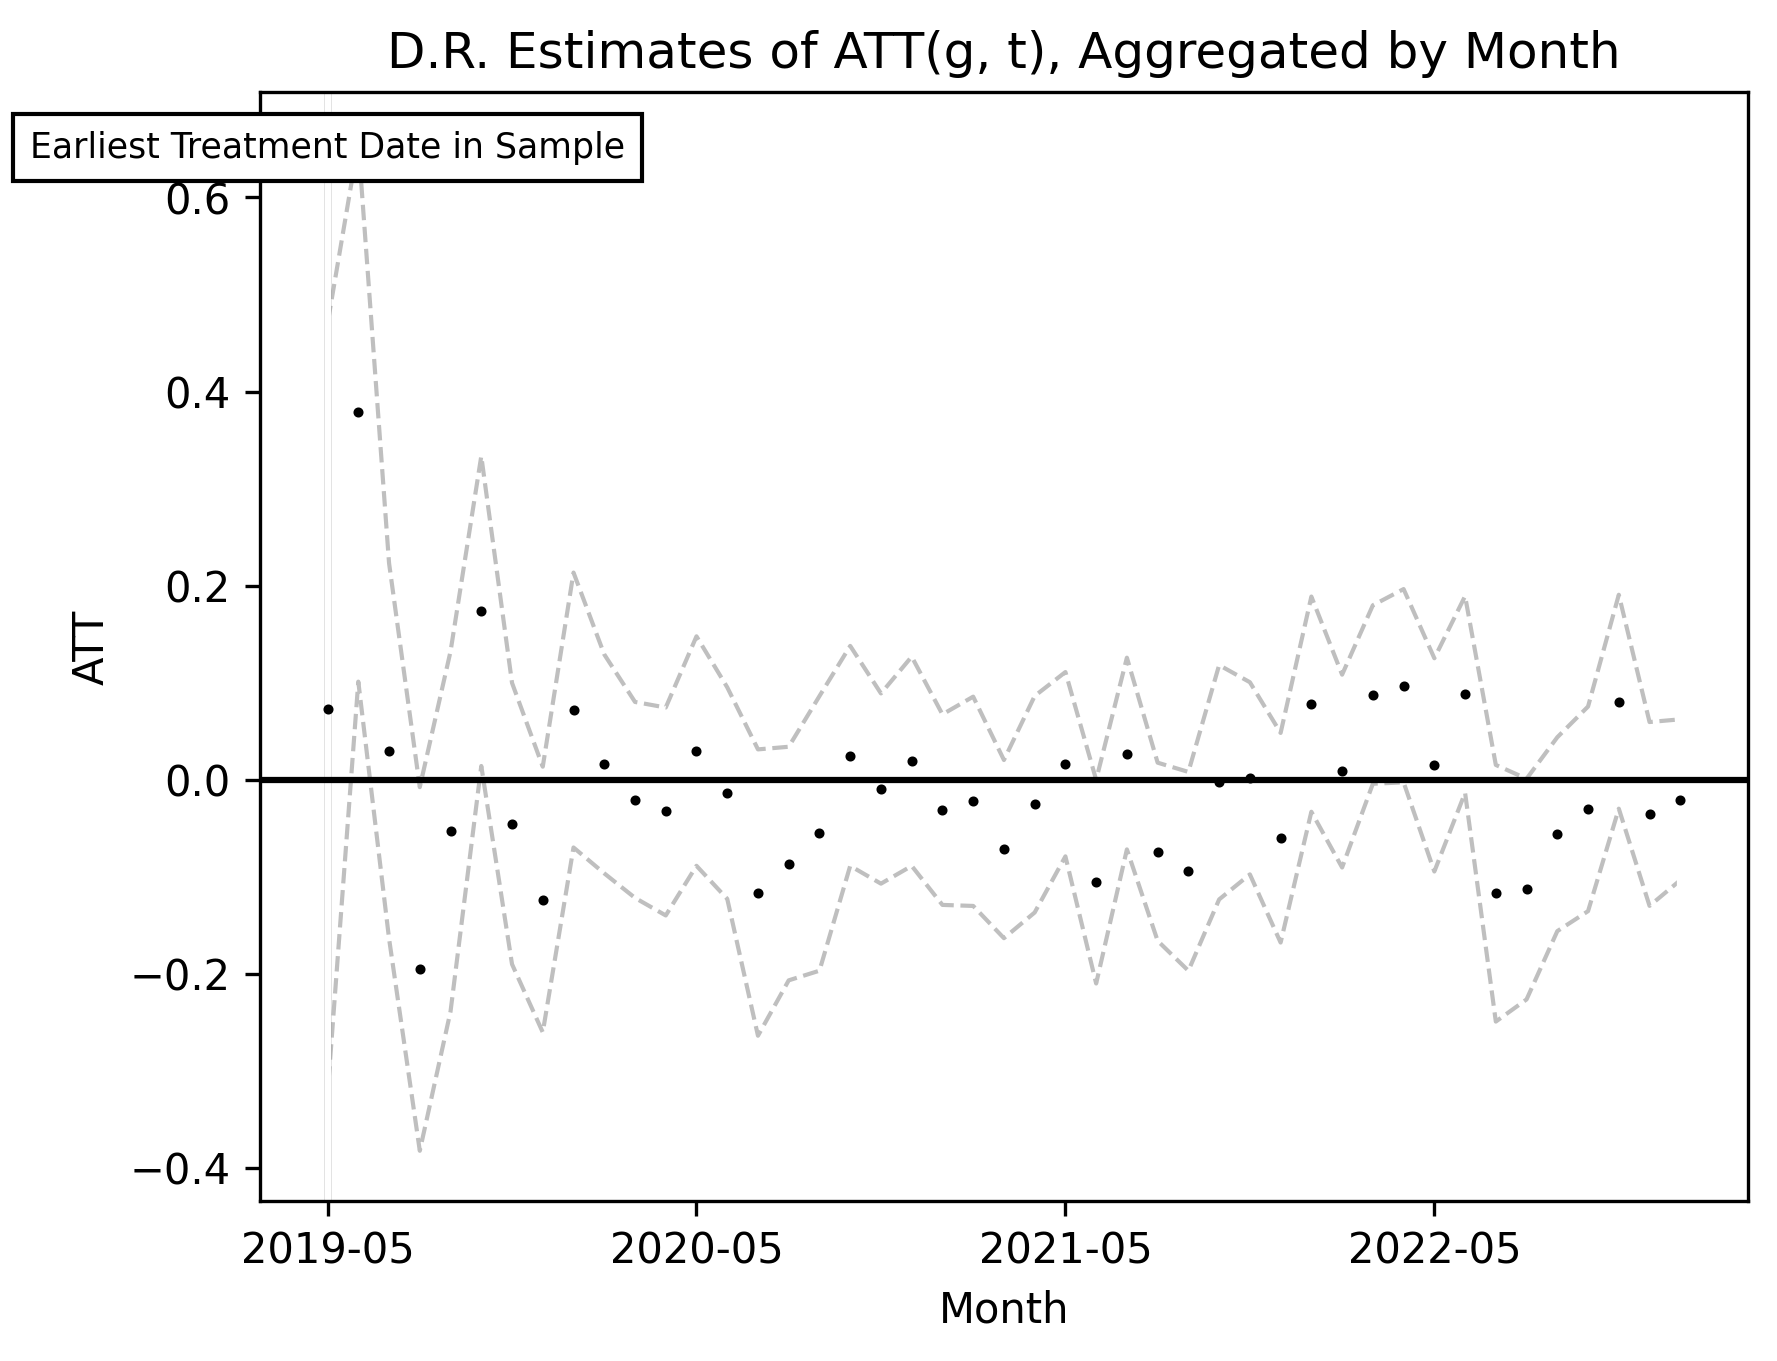 D.R. Estimates of ATT(g, t), Aggregated by Month
Earliest Treatment Date in Sample
0.6
0.4
0.2
0.0
−0.2
−0.4
ATT
2019-05 2020-05 2021-05 2022-05
Month